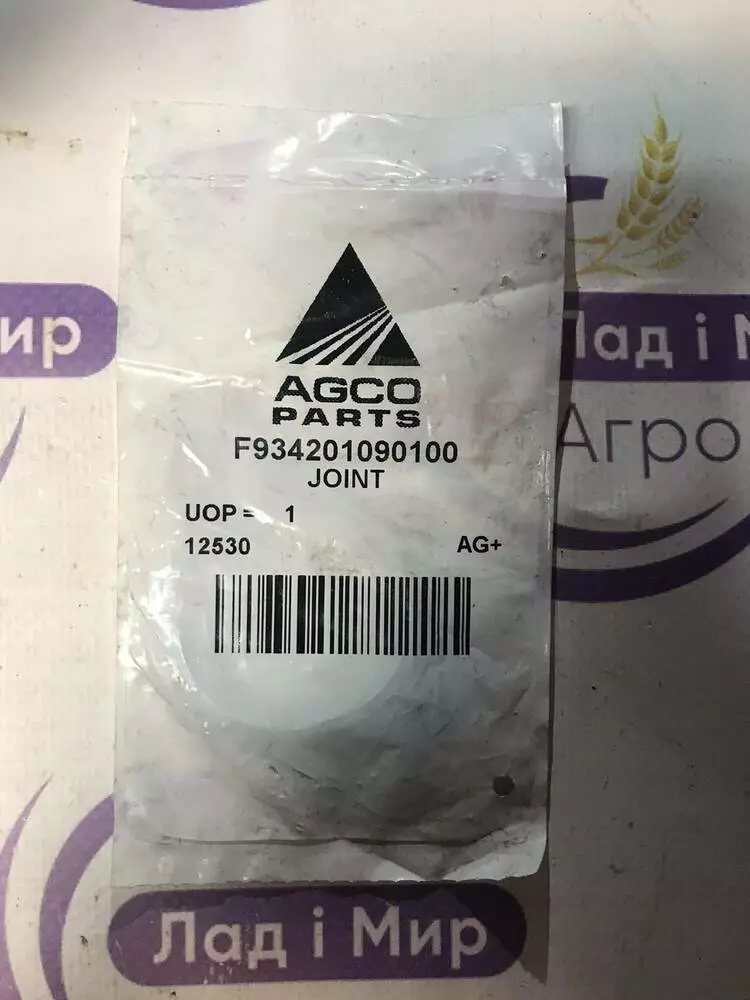 AGCO
PARTS
F934201090100
JOINT
UOP = 1
12530 AG+
ир
Лад і
Агро
Лад і Мир